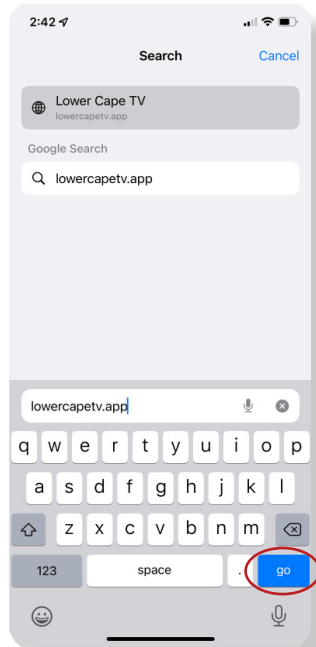 2:42
Search
Cancel
Lower Cape TV
lowercapetv.app
Google Search
lowercapetv.app
lowercapetv.app
q w e r t y u i o p
a s d f g h j k l
z x c v b n m
123 space . go